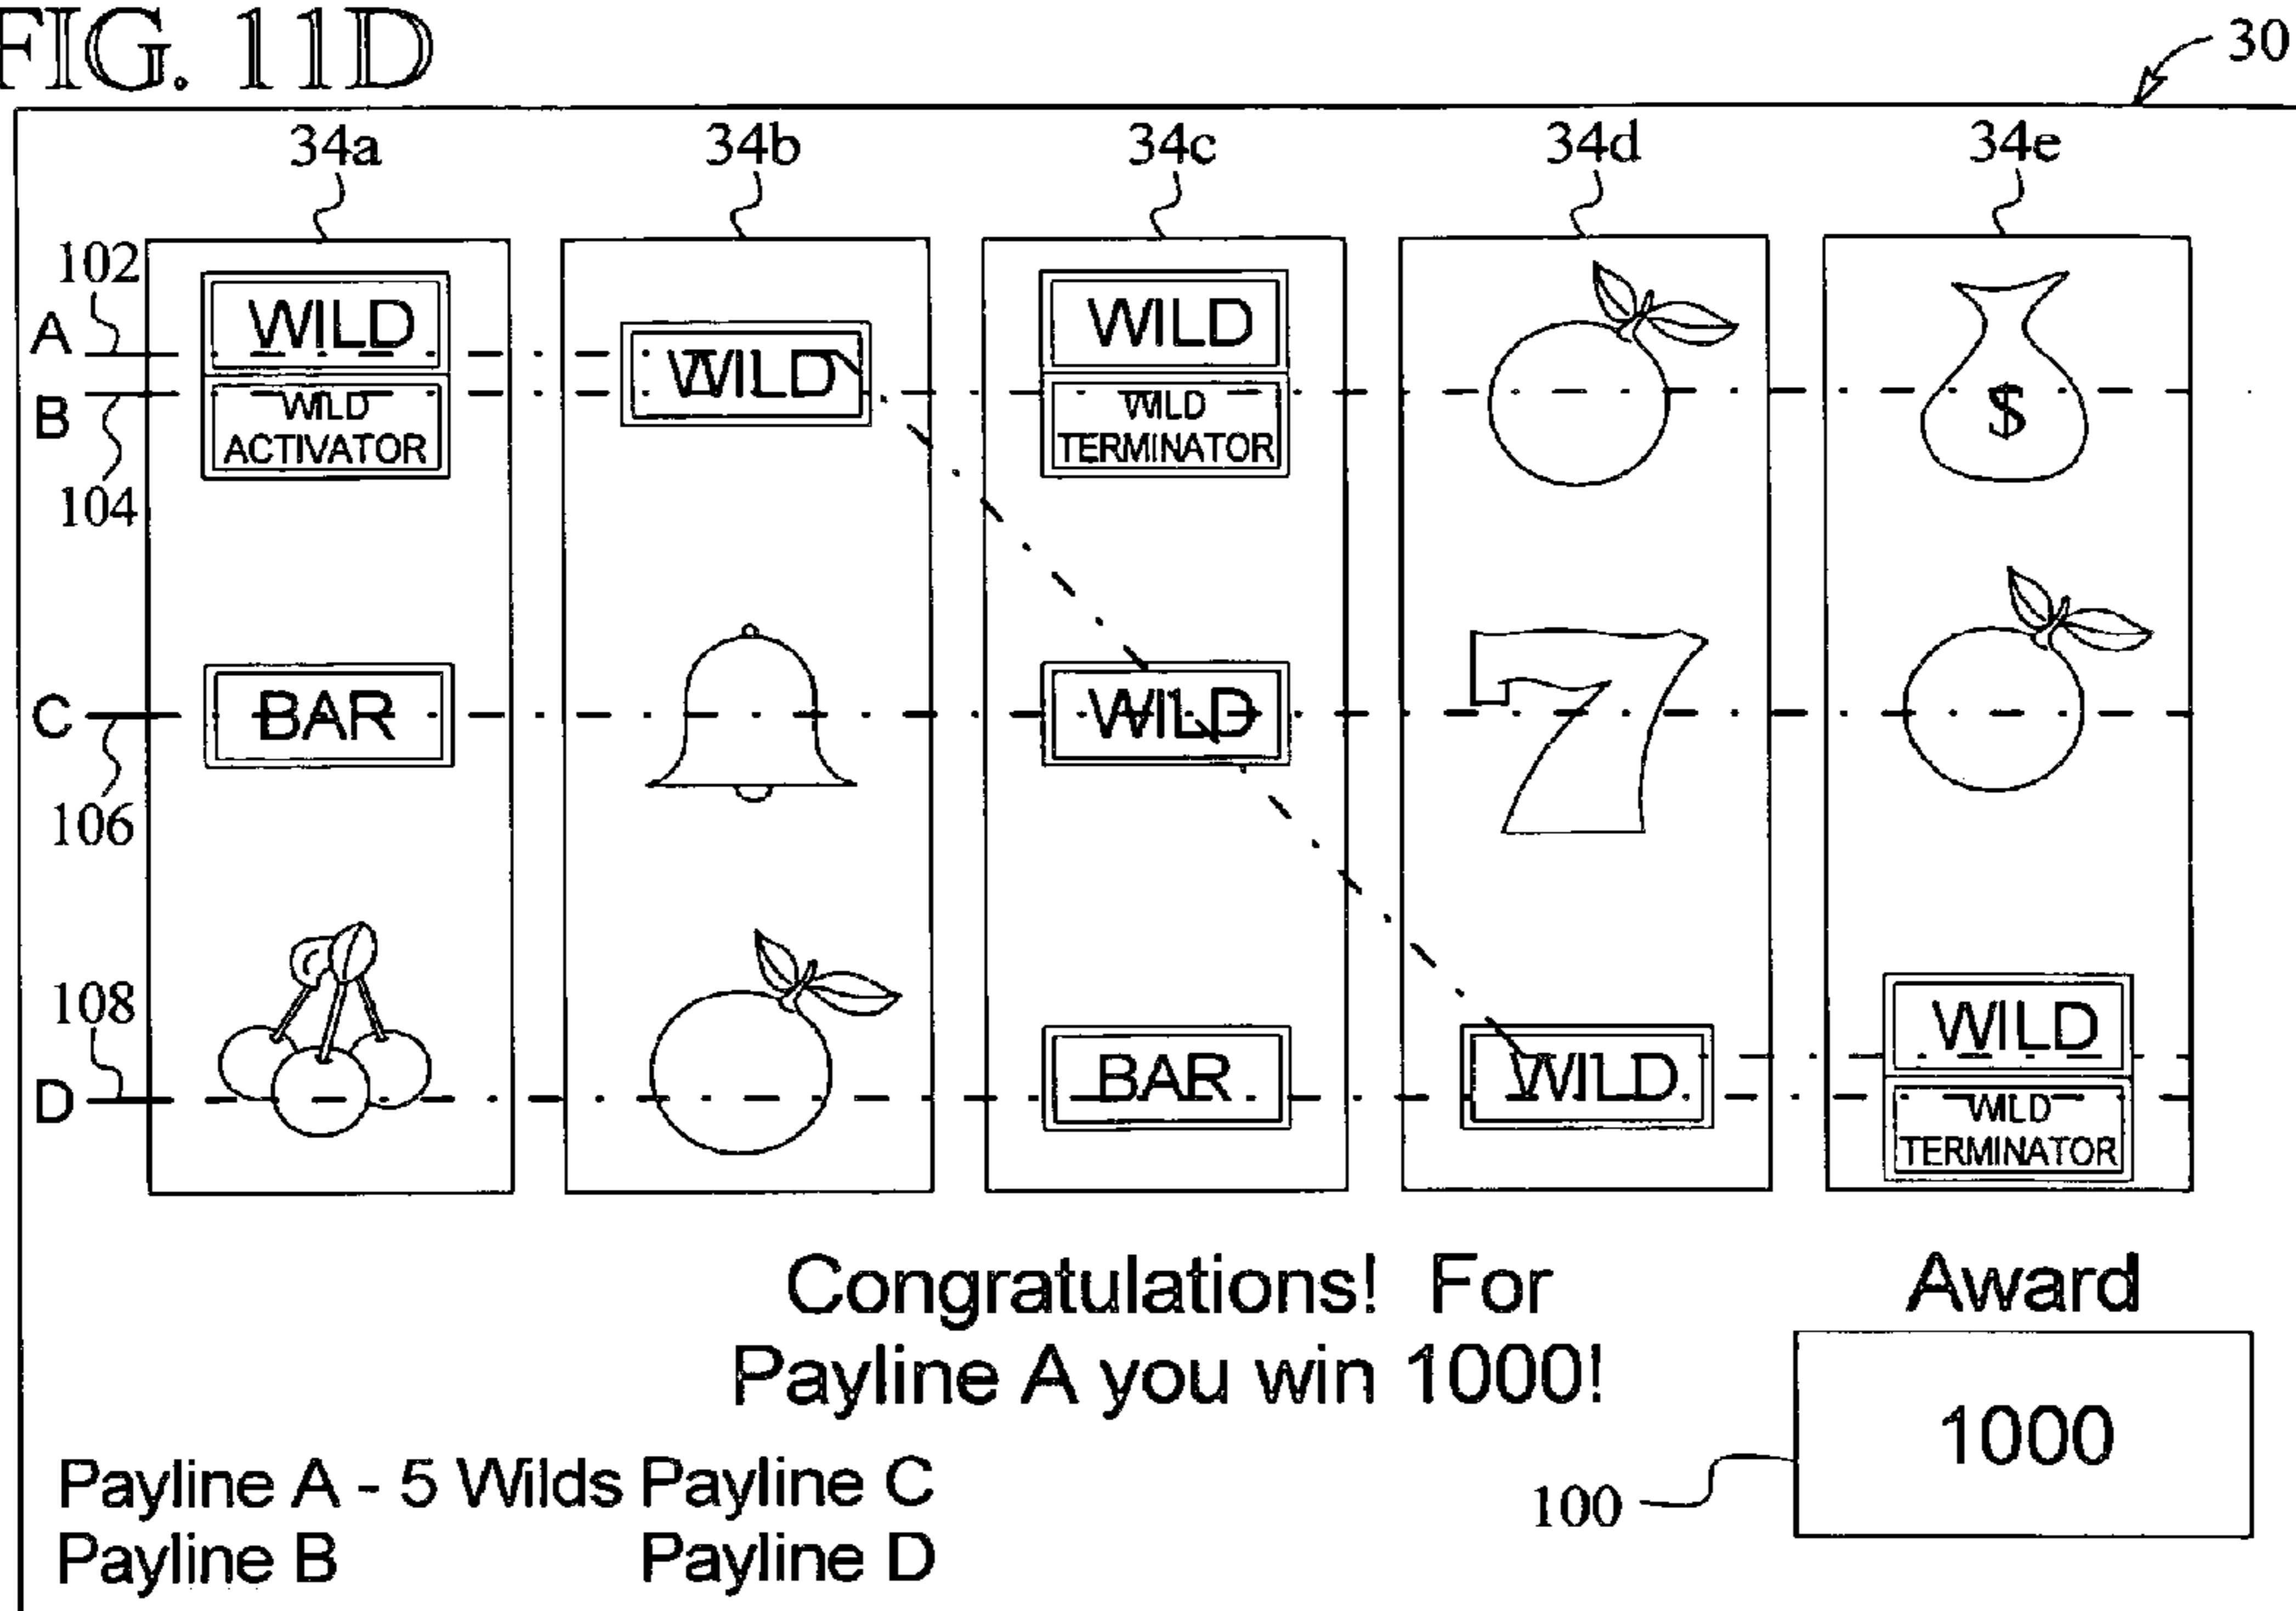 FIG. 11D
30
34a 34b 34c 34d 34e
102
A
B
104
WILD
WILD ACTIVATOR
WILD
WILD
WILD TERMINATOR
$
C
106
BAR
WILD
7
108
D
BAR
WILD
WILD
WILD TERMINATOR
Congratulations! For
Payline A you win 1000!
Award
1000
100
Payline A - 5 Wilds Payline C
Payline B Payline D